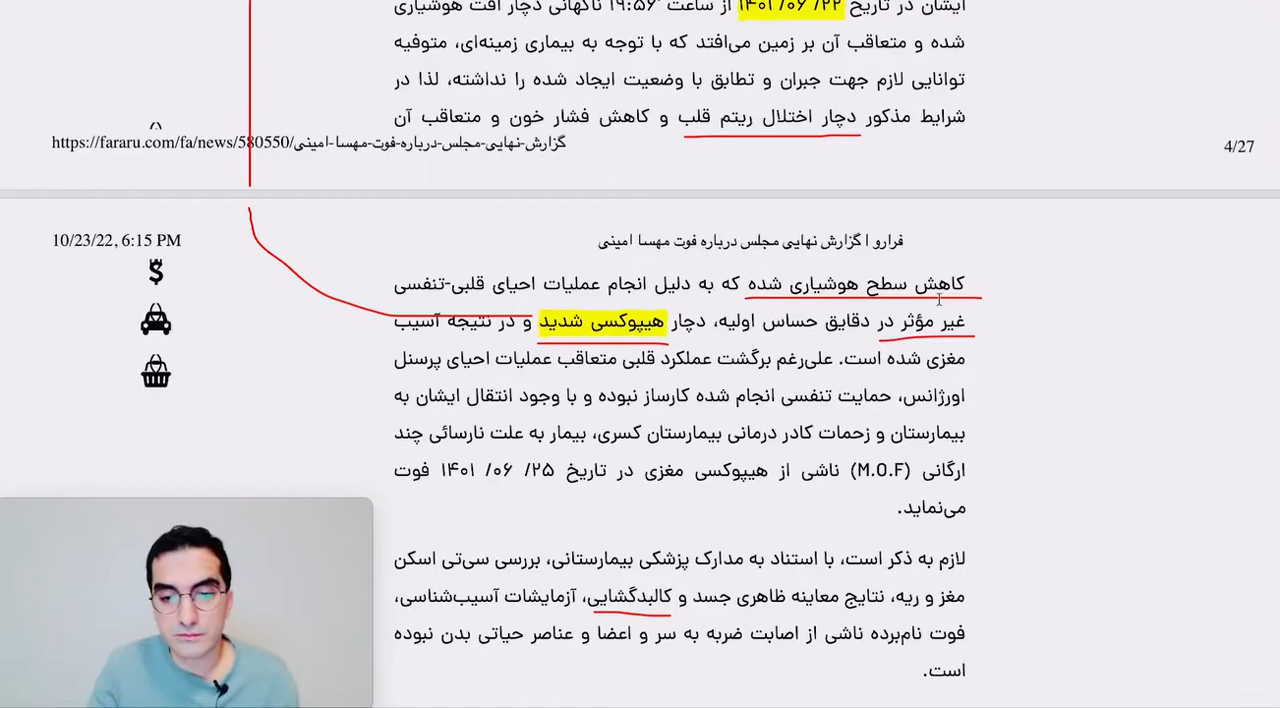 ایشان در تاریخ ۲۲/ ۰۶/ ۱۴۰۱ از ساعت ۱۹:۵۶ ناگهانی دچار افت هوشیاری
شده و متعاقب آن بر زمین می‌افتد که با توجه به بیماری زمینه‌ای، متوفیه
توانایی لازم جهت جبران و تطابق با وضعیت ایجاد شده را نداشته، لذا در
شرایط مذکور دچار اختلال ریتم قلب و کاهش فشار خون و متعاقب آن
https://fararu.com/fa/news/580550/گزارش-نهایی-مجلس-درباره-فوت-مهسا-امینی
4/27
10/23/22, 6:15 PM
فرارو | گزارش نهایی مجلس درباره فوت مهسا امینی
کاهش سطح هوشیاری شده که به دلیل انجام عملیات احیای قلبی-تنفسی
غیر مؤثر در دقایق حساس اولیه، دچار هیپوکسی شدید و در نتیجه آسیب
مغزی شده است. علی‌رغم برگشت عملکرد قلبی متعاقب عملیات احیای پرسنل
اورژانس، حمایت تنفسی انجام شده کارساز نبوده و با وجود انتقال ایشان به
بیمارستان و زحمات کادر درمانی بیمارستان کسری، بیمار به علت نارسائی چند
ارگانی (M.O.F) ناشی از هیپوکسی مغزی در تاریخ ۲۵/ ۰۶/ ۱۴۰۱ فوت
می‌نماید.
لازم به ذکر است، با استناد به مدارک پزشکی بیمارستانی، بررسی سی‌تی اسکن
مغز و ریه، نتایج معاینه ظاهری جسد و کالبدگشایی، آزمایشات آسیب‌شناسی،
فوت نام‌برده ناشی از اصابت ضربه به سر و اعضا و عناصر حیاتی بدن نبوده
است.